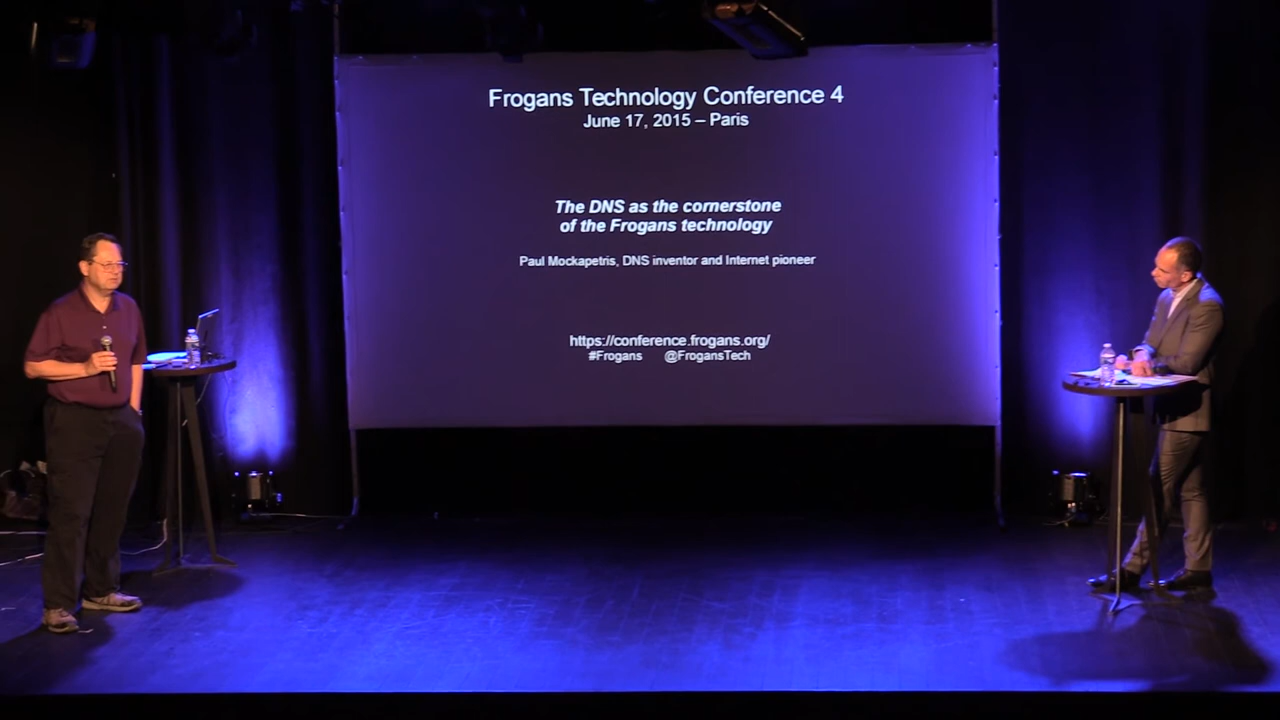 Frogans Technology Conference 4
June 17, 2015 – Paris
The DNS as the cornerstone
of the Frogans technology
Paul Mockapetris, DNS inventor and Internet pioneer
https://conference.frogans.org/
#Frogans @FrogansTech